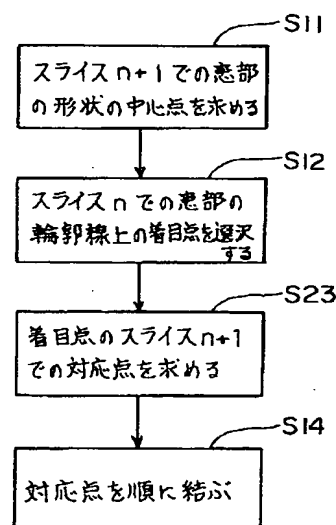 S11
スライスn+1での患部
の形状の中心点を求める
S12
スライスnでの患部の
輪郭線上の着目点を選択
する
S23
着目点のスライスn+1
での対応点を求める
S14
対応点を順に結ぶ